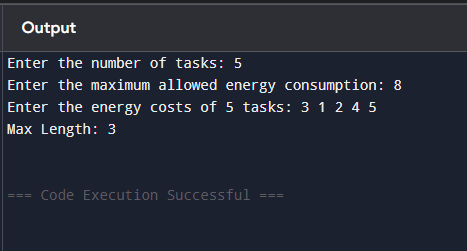 Output
Enter the number of tasks: 5
Enter the maximum allowed energy consumption: 8
Enter the energy costs of 5 tasks: 3 1 2 4 5
Max Length: 3
=== Code Execution Successful ===